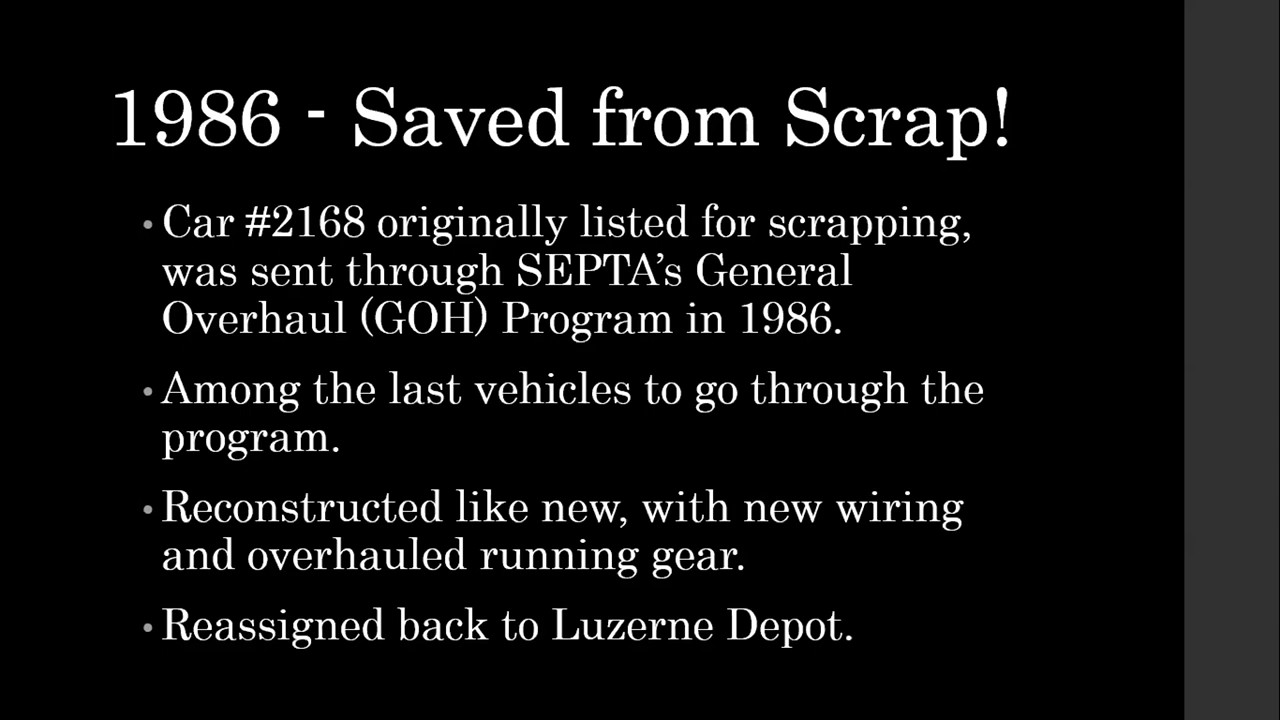 1986 - Saved from Scrap!
• Car #2168 originally listed for scrapping,
was sent through SEPTA’s General
Overhaul (GOH) Program in 1986.
• Among the last vehicles to go through the
program.
• Reconstructed like new, with new wiring
and overhauled running gear.
• Reassigned back to Luzerne Depot.